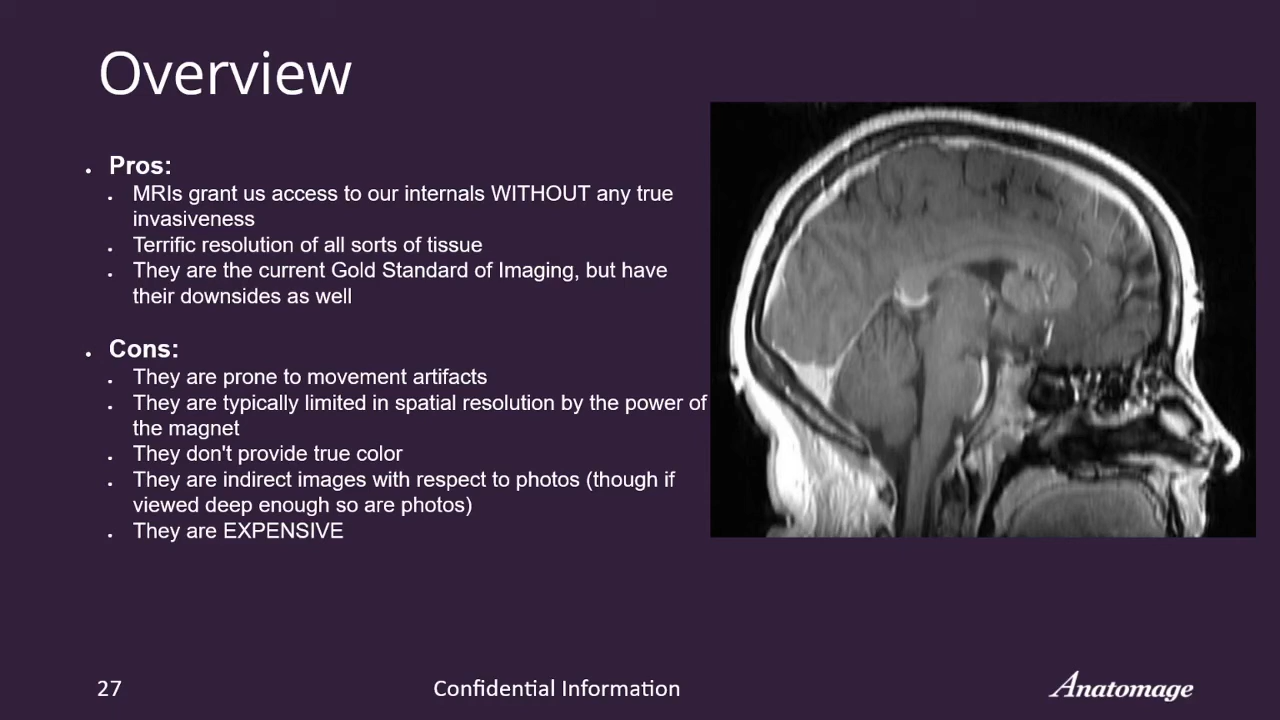 Overview
• Pros:
• MRIs grant us access to our internals WITHOUT any true
invasiveness
• Terrific resolution of all sorts of tissue
• They are the current Gold Standard of Imaging, but have
their downsides as well
• Cons:
• They are prone to movement artifacts
• They are typically limited in spatial resolution by the power of
the magnet
• They don't provide true color
• They are indirect images with respect to photos (though if
viewed deep enough so are photos)
• They are EXPENSIVE
27
Confidential Information
Anatomage